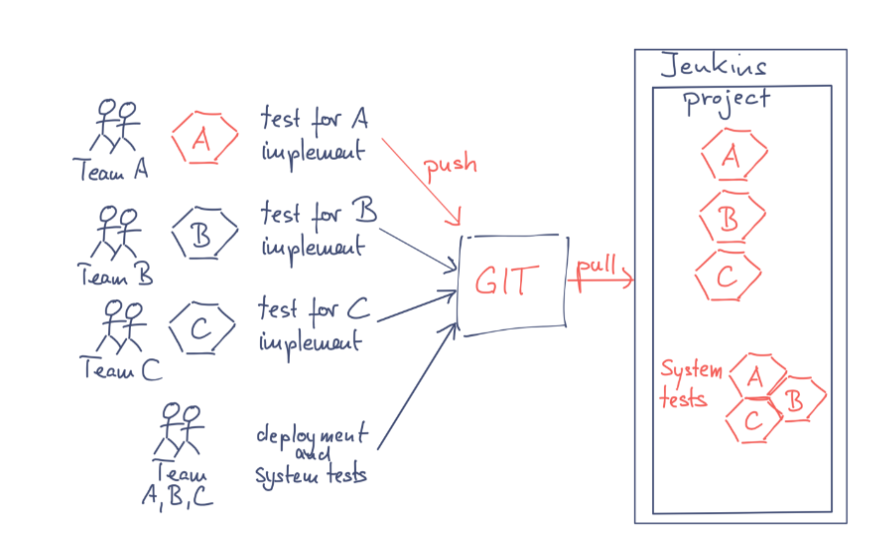 Team A
A
test for A
implement
push
Team B
B
test for B
implement
Team C
C
test for C
implement
Team
A, B, C
deployment
and
System tests
GIT
pull
Jenkins
project
A
B
C
System
tests
A
B
C